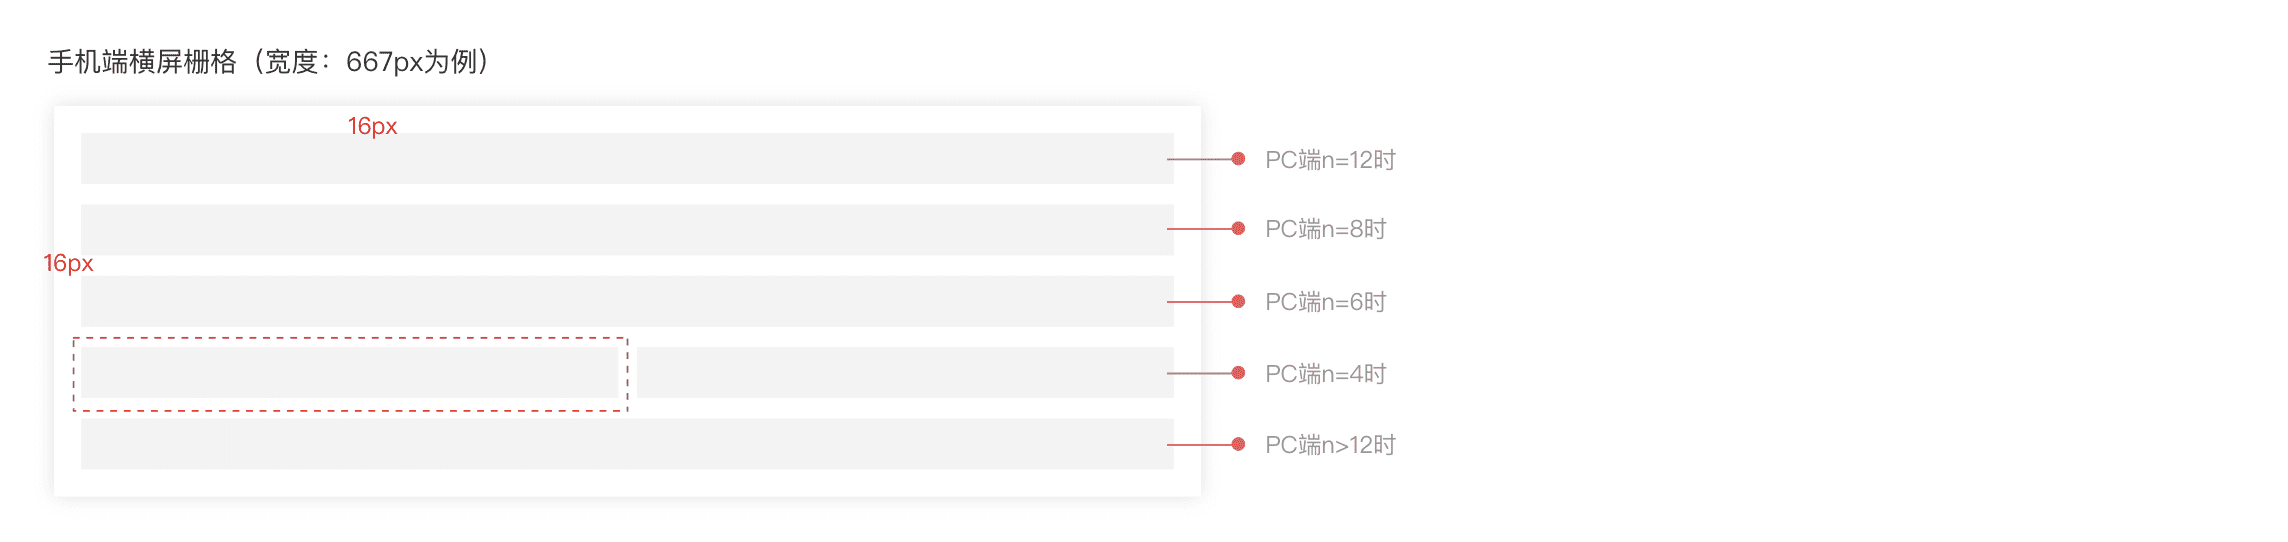 手机端横屏栅格（宽度：667px为例）
16px
PC端n=12时
PC端n=8时
16px
PC端n=6时
PC端n=4时
PC端n>12时